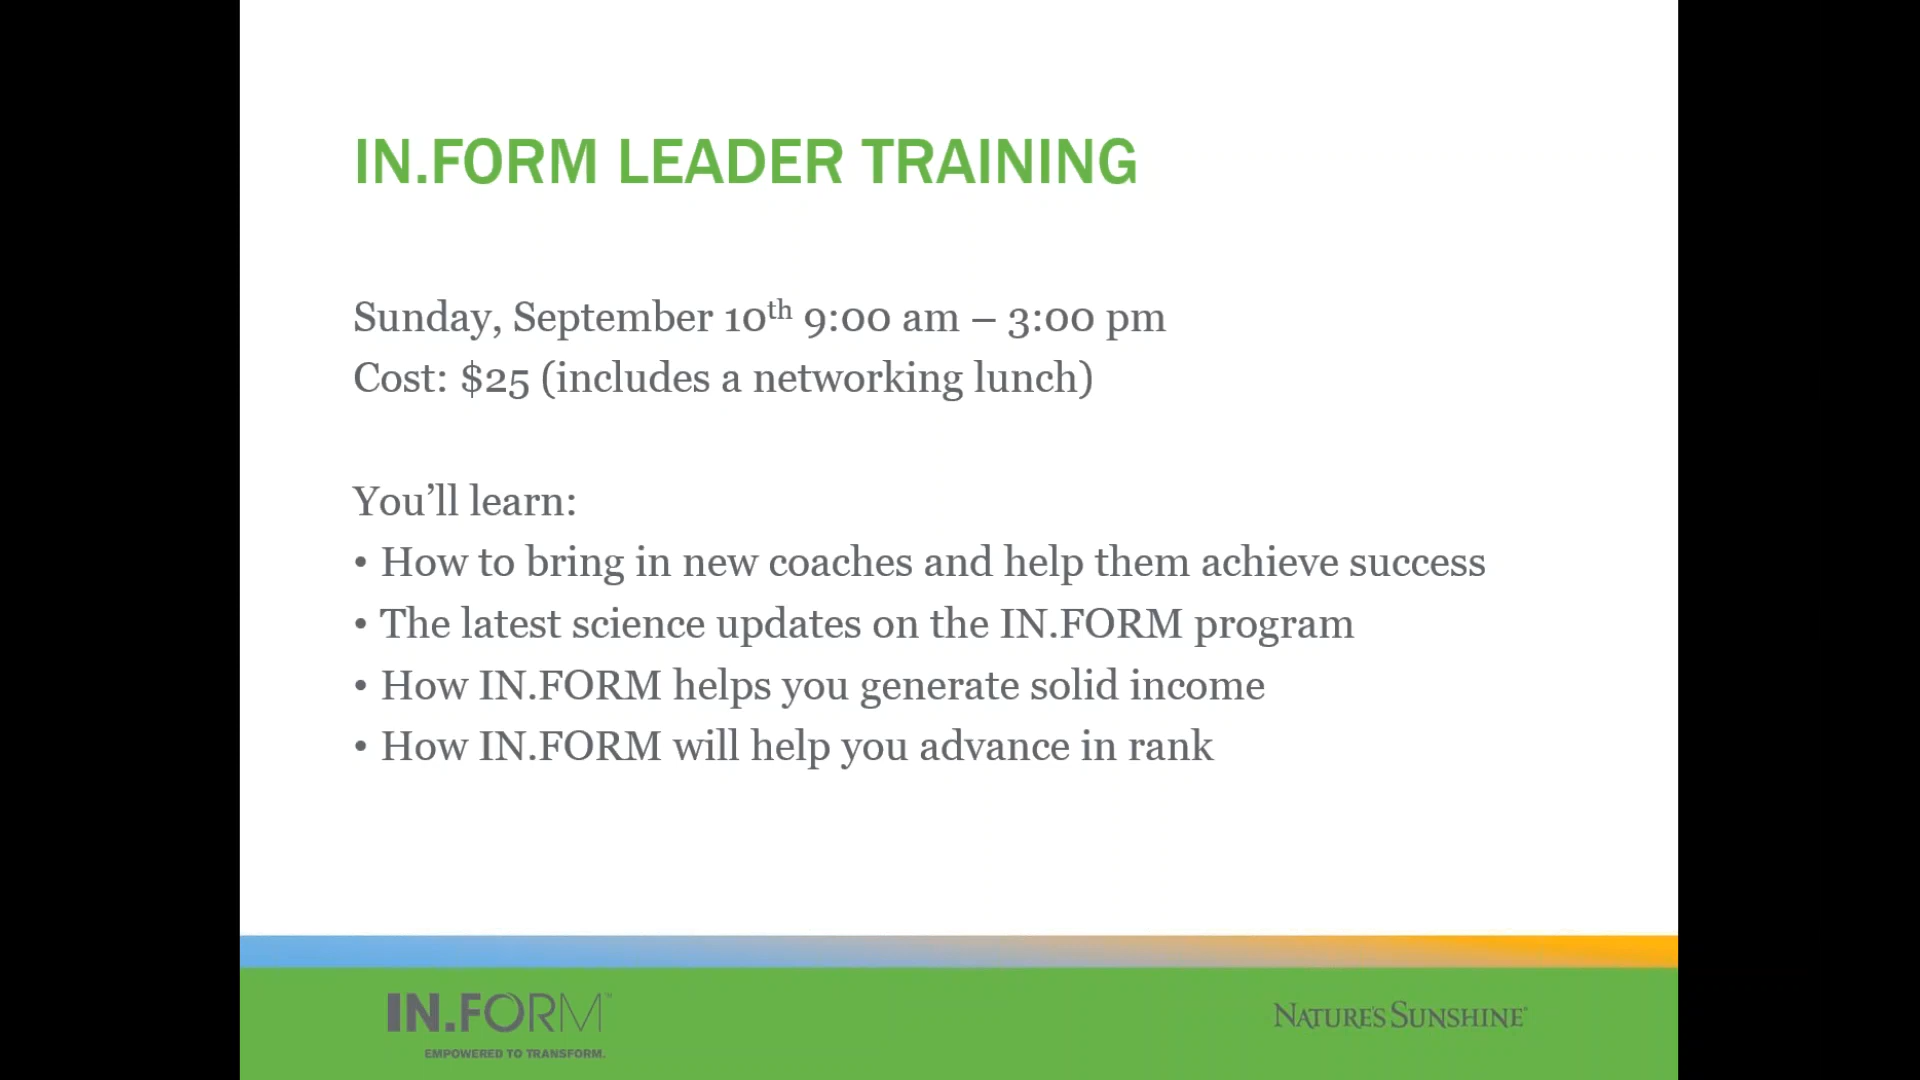 IN.FORM LEADER TRAINING
Sunday, September 10th 9:00 am – 3:00 pm
Cost: $25 (includes a networking lunch)
You’ll learn:
• How to bring in new coaches and help them achieve success
• The latest science updates on the IN.FORM program
• How IN.FORM helps you generate solid income
• How IN.FORM will help you advance in rank
IN.FORM™
EMPOWERED TO TRANSFORM.
NATURE'S SUNSHINE®